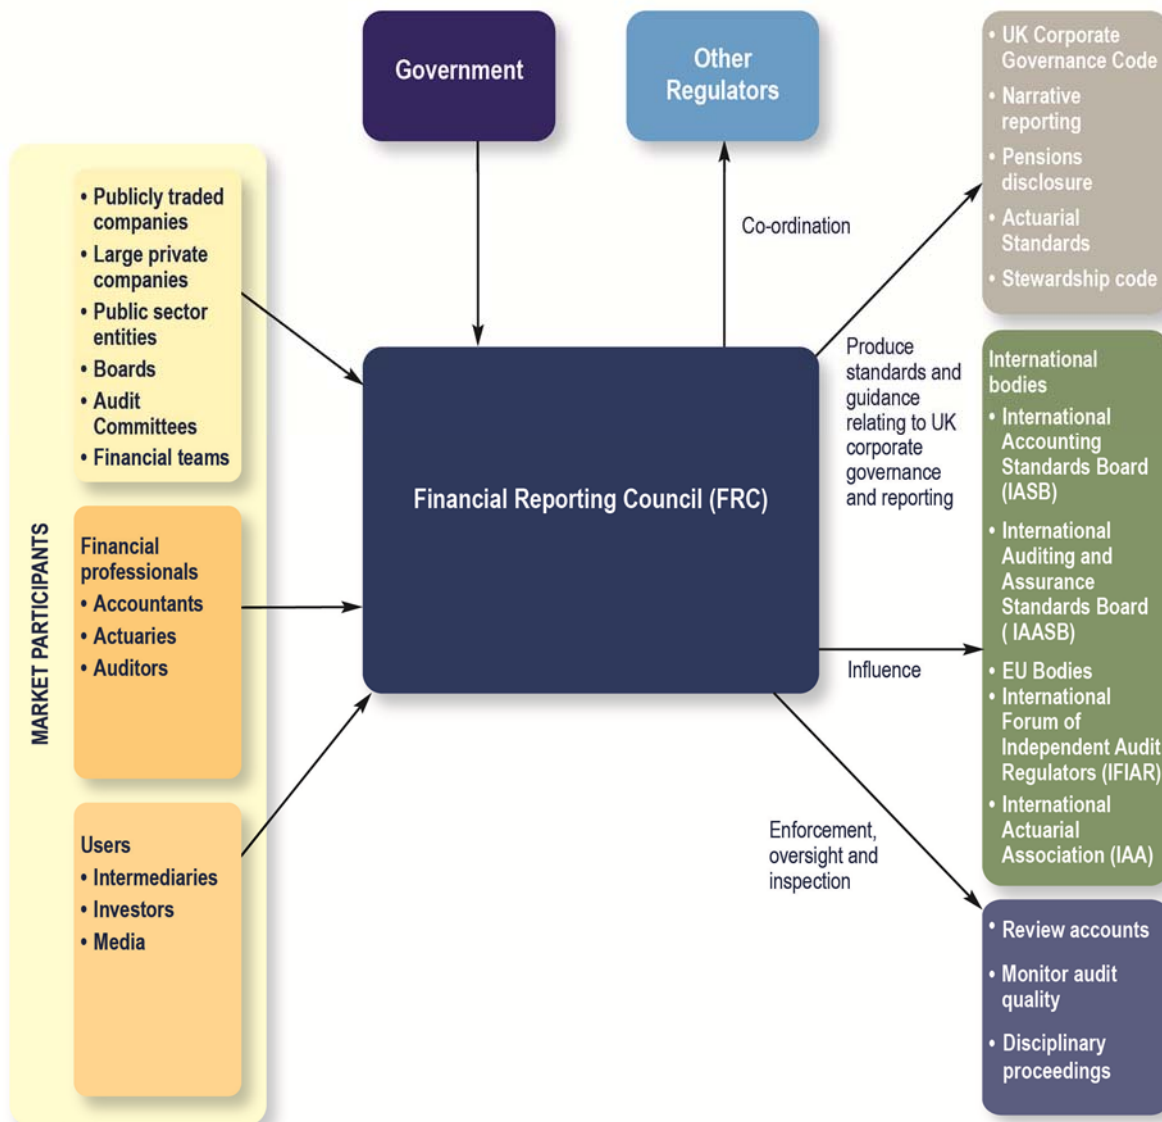 Government
Other
Regulators
• UK Corporate
Governance Code
• Narrative
reporting
• Pensions
disclosure
• Actuarial
Standards
• Stewardship code
MARKET PARTICIPANTS
• Publicly traded
companies
• Large private
companies
• Public sector
entities
• Boards
• Audit
Committees
• Financial teams
Financial
professionals
• Accountants
• Actuaries
• Auditors
Users
• Intermediaries
• Investors
• Media
Financial Reporting Council (FRC)
Co-ordination
Produce
standards and
guidance
relating to UK
corporate
governance
and reporting
Influence
Enforcement,
oversight and
inspection
International
bodies
• International
Accounting
Standards Board
(IASB)
• International
Auditing and
Assurance
Standards Board
( IAASB)
• EU Bodies
• International
Forum of
Independent Audit
Regulators (IFIAR)
• International
Actuarial
Association (IAA)
• Review accounts
• Monitor audit
quality
• Disciplinary
proceedings